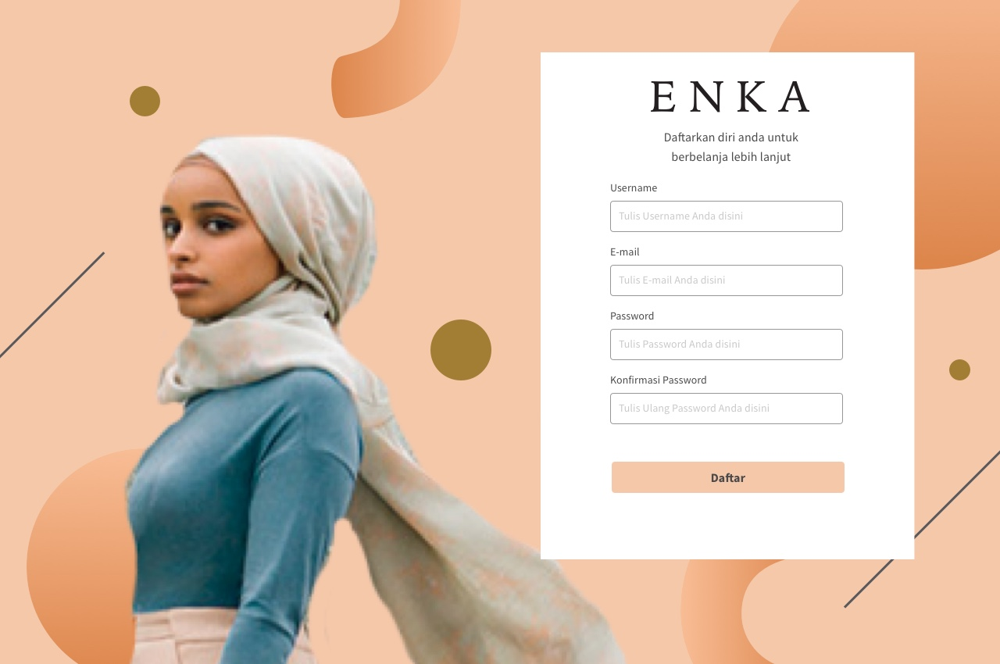 ENKA
Daftarkan diri anda untuk
berbelanja lebih lanjut
Username
Tulis Username Anda disini
E-mail
Tulis E-mail Anda disini
Password
Tulis Password Anda disini
Konfirmasi Password
Tulis Ulang Password Anda disini
Daftar